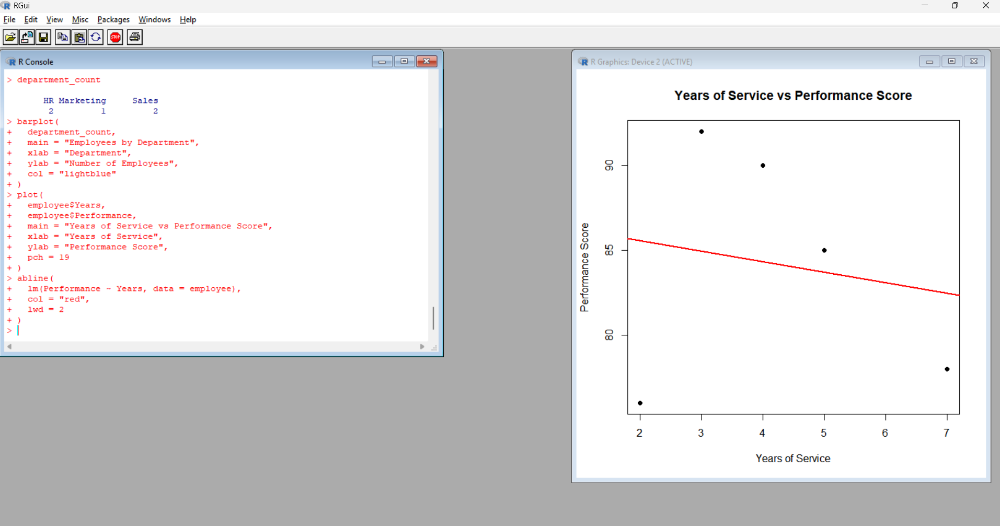 RGui
File Edit View Misc Packages Windows Help
STOP
R Console
> department_count
HR Marketing Sales
2 1 2
> barplot(
+ department_count,
+ main = "Employees by Department",
+ xlab = "Department",
+ ylab = "Number of Employees",
+ col = "lightblue"
+ )
> plot(
+ employee$Years,
+ employee$Performance,
+ main = "Years of Service vs Performance Score",
+ xlab = "Years of Service",
+ ylab = "Performance Score",
+ pch = 19
+ )
> abline(
+ lm(Performance ~ Years, data = employee),
+ col = "red",
+ lwd = 2
+ )
>
R Graphics: Device 2 (ACTIVE)
Years of Service vs Performance Score
Performance Score
90
85
80
2 3 4 5 6 7
Years of Service